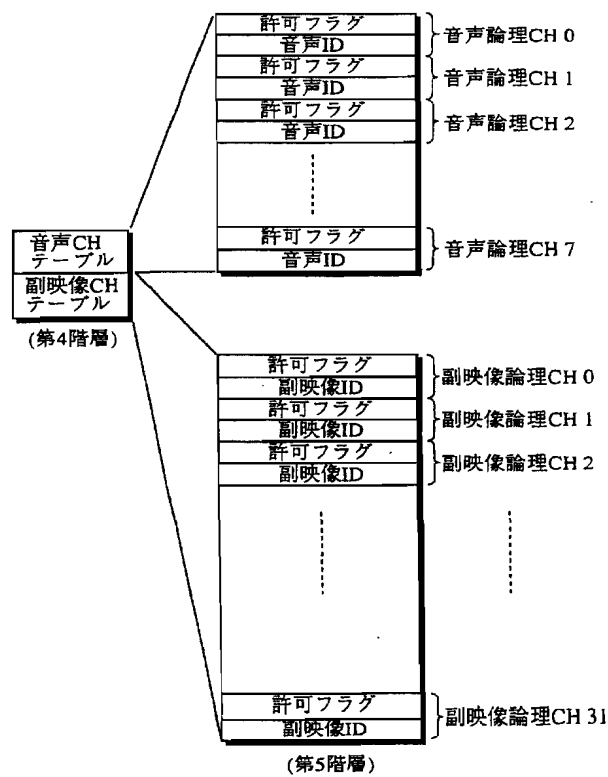 許可フラグ
音声ID
音声論理CH 0
許可フラグ
音声ID
音声論理CH 1
許可フラグ
音声ID
音声論理CH 2
許可フラグ
音声ID
音声論理CH 7
音声CH
テーブル
副映像CH
テーブル
(第4階層)
許可フラグ
副映像ID
副映像論理CH 0
許可フラグ
副映像ID
副映像論理CH 1
許可フラグ
副映像ID
副映像論理CH 2
許可フラグ
副映像ID
副映像論理CH 31
(第5階層)